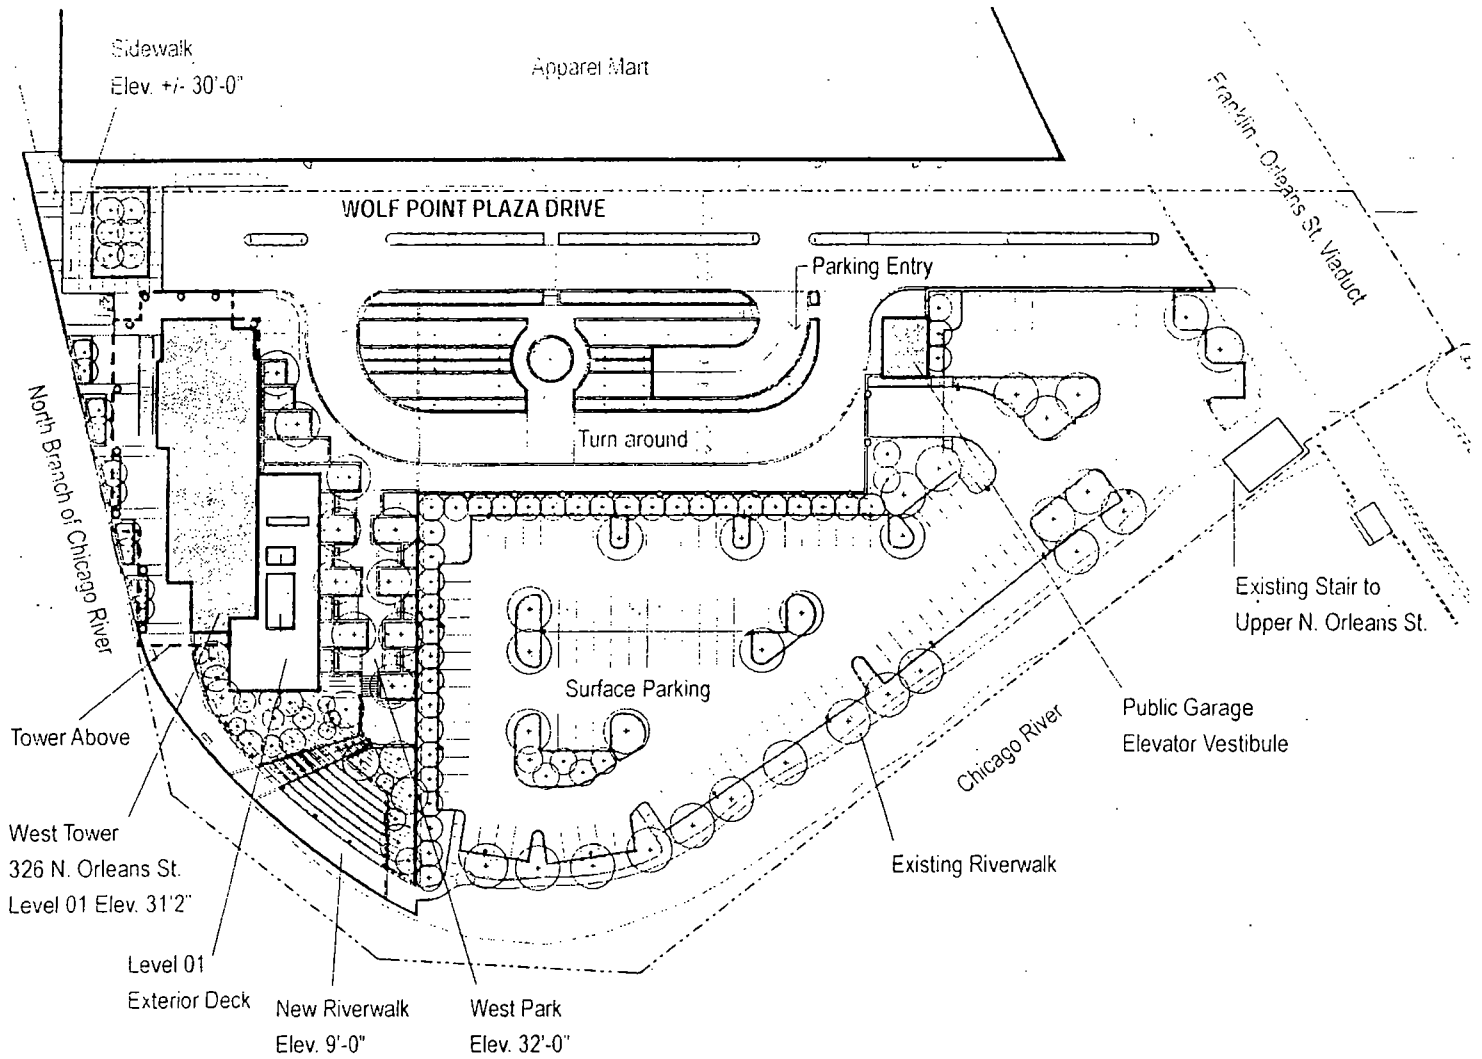 Sidewalk
Elev. +/- 30'-0"
Apparel Mart
Franklin - Orleans St. Viaduct
WOLF POINT PLAZA DRIVE
Parking Entry
Turn around
North Branch of Chicago River
Existing Stair to
Upper N. Orleans St.
Surface Parking
Public Garage
Elevator Vestibule
Chicago River
Tower Above
West Tower
326 N. Orleans St.
Level 01 Elev. 31'2"
Existing Riverwalk
Level 01
Exterior Deck
New Riverwalk
Elev. 9'-0"
West Park
Elev. 32'-0"